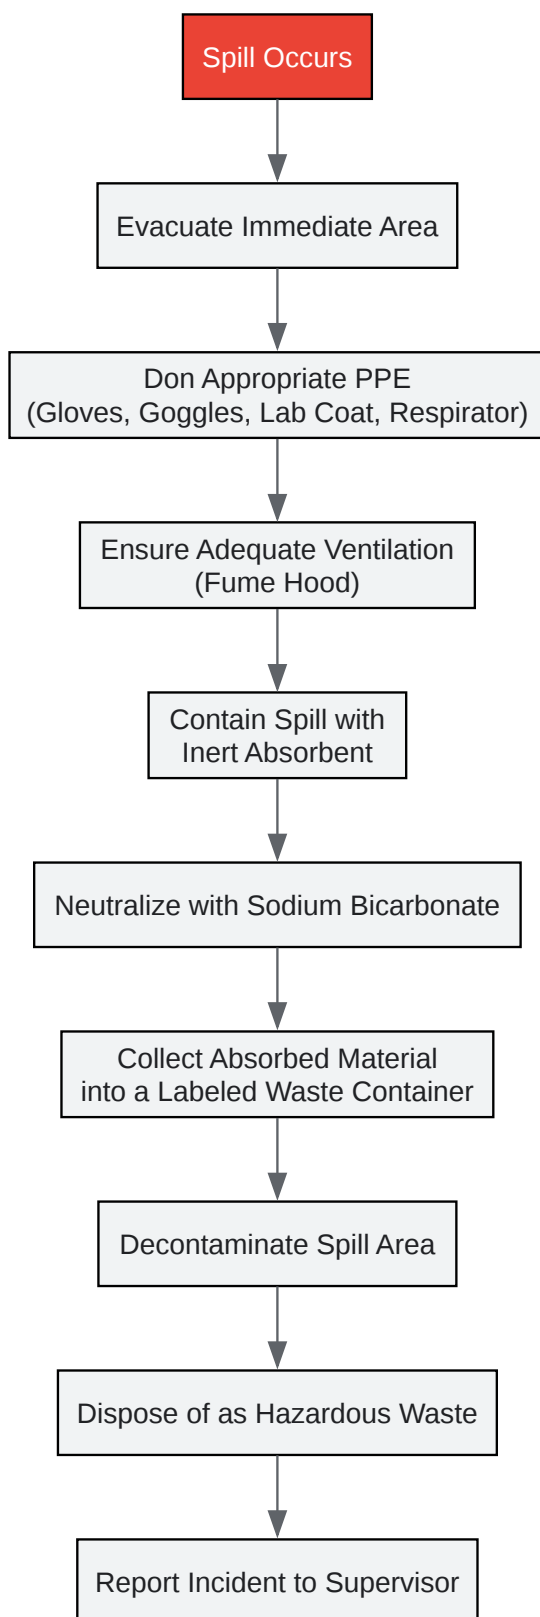 Spill Occurs
Evacuate Immediate Area
Don Appropriate PPE
(Gloves, Goggles, Lab Coat, Respirator)
Ensure Adequate Ventilation
(Fume Hood)
Contain Spill with
Inert Absorbent
Neutralize with Sodium Bicarbonate
Collect Absorbed Material
into a Labeled Waste Container
Decontaminate Spill Area
Dispose of as Hazardous Waste
Report Incident to Supervisor